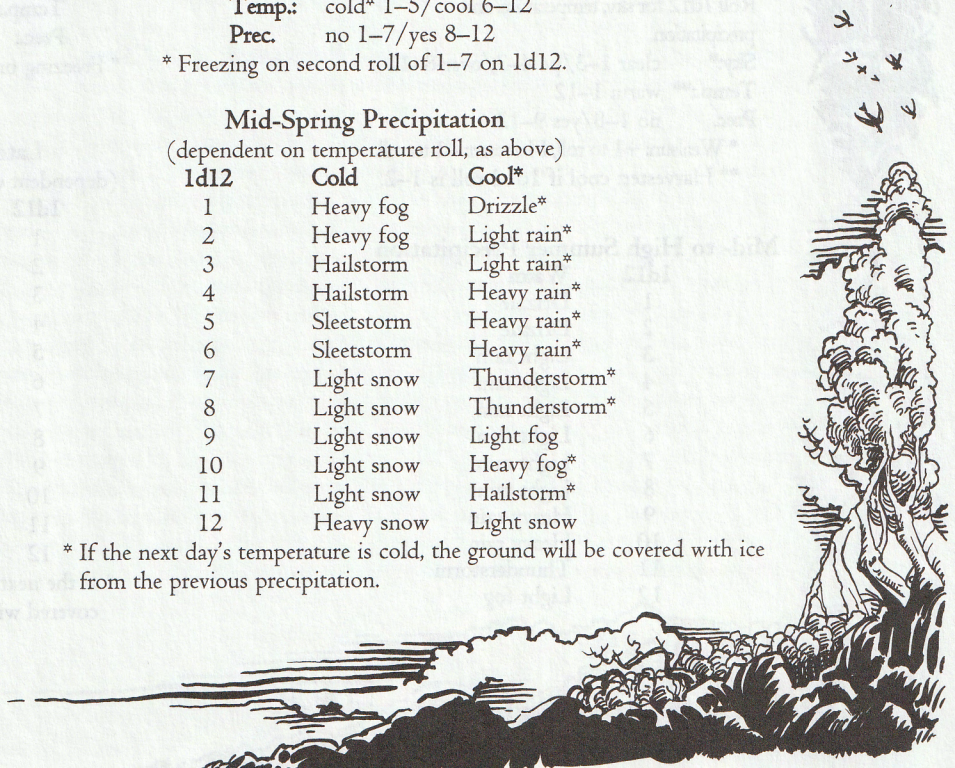 Temp.: cold* 1–5/cool 6–12
Prec. no 1–7/yes 8–12
* Freezing on second roll of 1–7 on 1d12.
Mid-Spring Precipitation
(dependent on temperature roll, as above)
1d12 Cold Cool*
1 Heavy fog Drizzle*
2 Heavy fog Light rain*
3 Hailstorm Light rain*
4 Hailstorm Heavy rain*
5 Sleetstorm Heavy rain*
6 Sleetstorm Heavy rain*
7 Light snow Thunderstorm*
8 Light snow Thunderstorm*
9 Light snow Light fog
10 Light snow Heavy fog*
11 Light snow Hailstorm*
12 Heavy snow Light snow
* If the next day's temperature is cold, the ground will be covered with ice
from the previous precipitation.